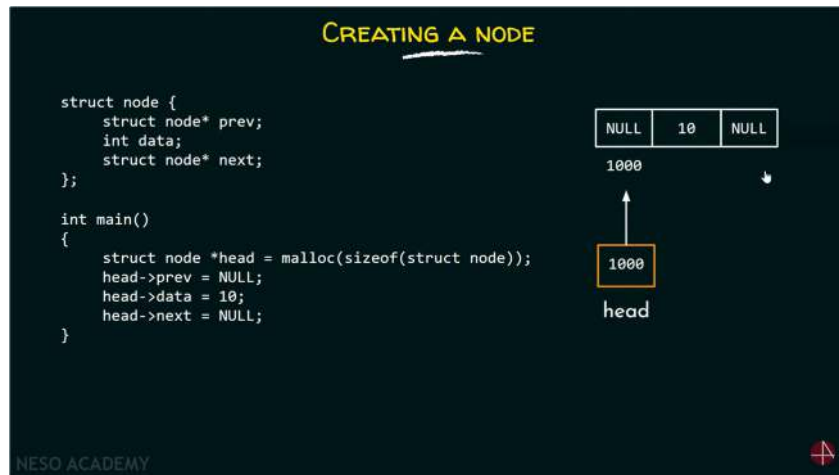 CREATING A NODE
struct node {
struct node* prev;
int data;
struct node* next;
};
int main()
{
struct node *head = malloc(sizeof(struct node));
head->prev = NULL;
head->data = 10;
head->next = NULL;
}
NULL 10 NULL
1000
1000
head
NESO ACADEMY